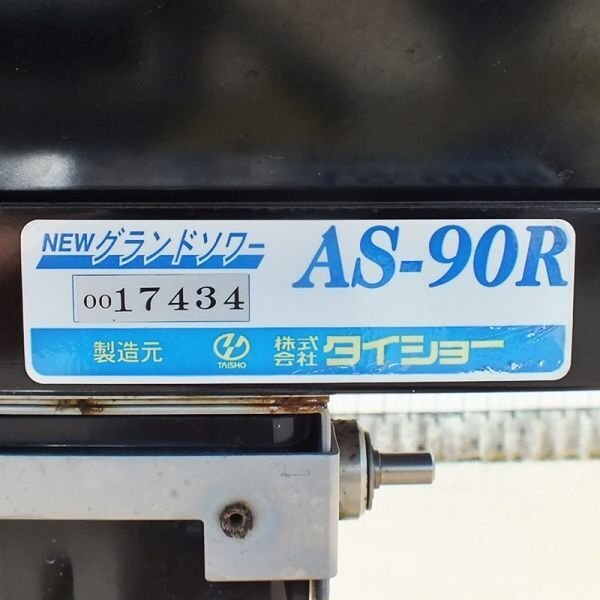 NEWグランドソワー
AS-90R
0017434
製造元
TAISHO
株式会社
タイショー